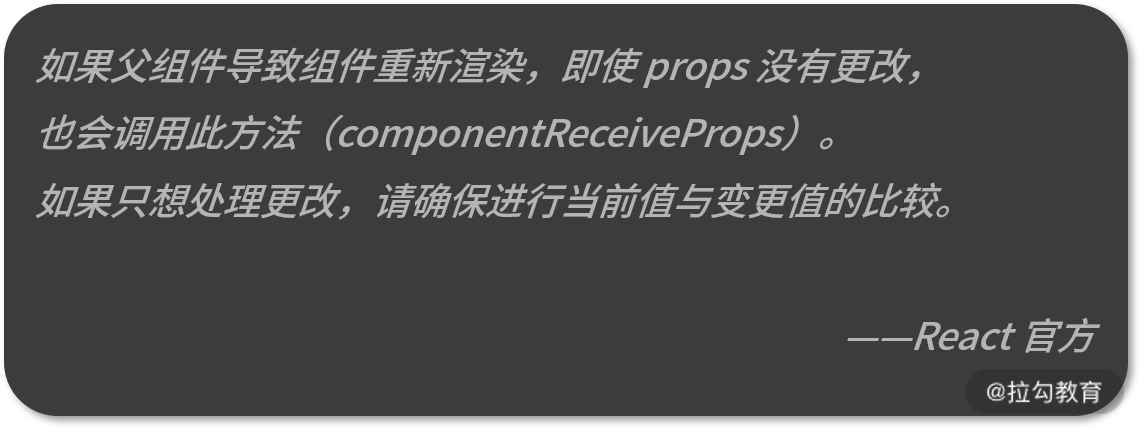 如果父组件导致组件重新渲染，即使 props 没有更改，
也会调用此方法（componentReceiveProps）。
如果只想处理更改，请确保进行当前值与变更值的比较。
——React 官方
@拉勾教育